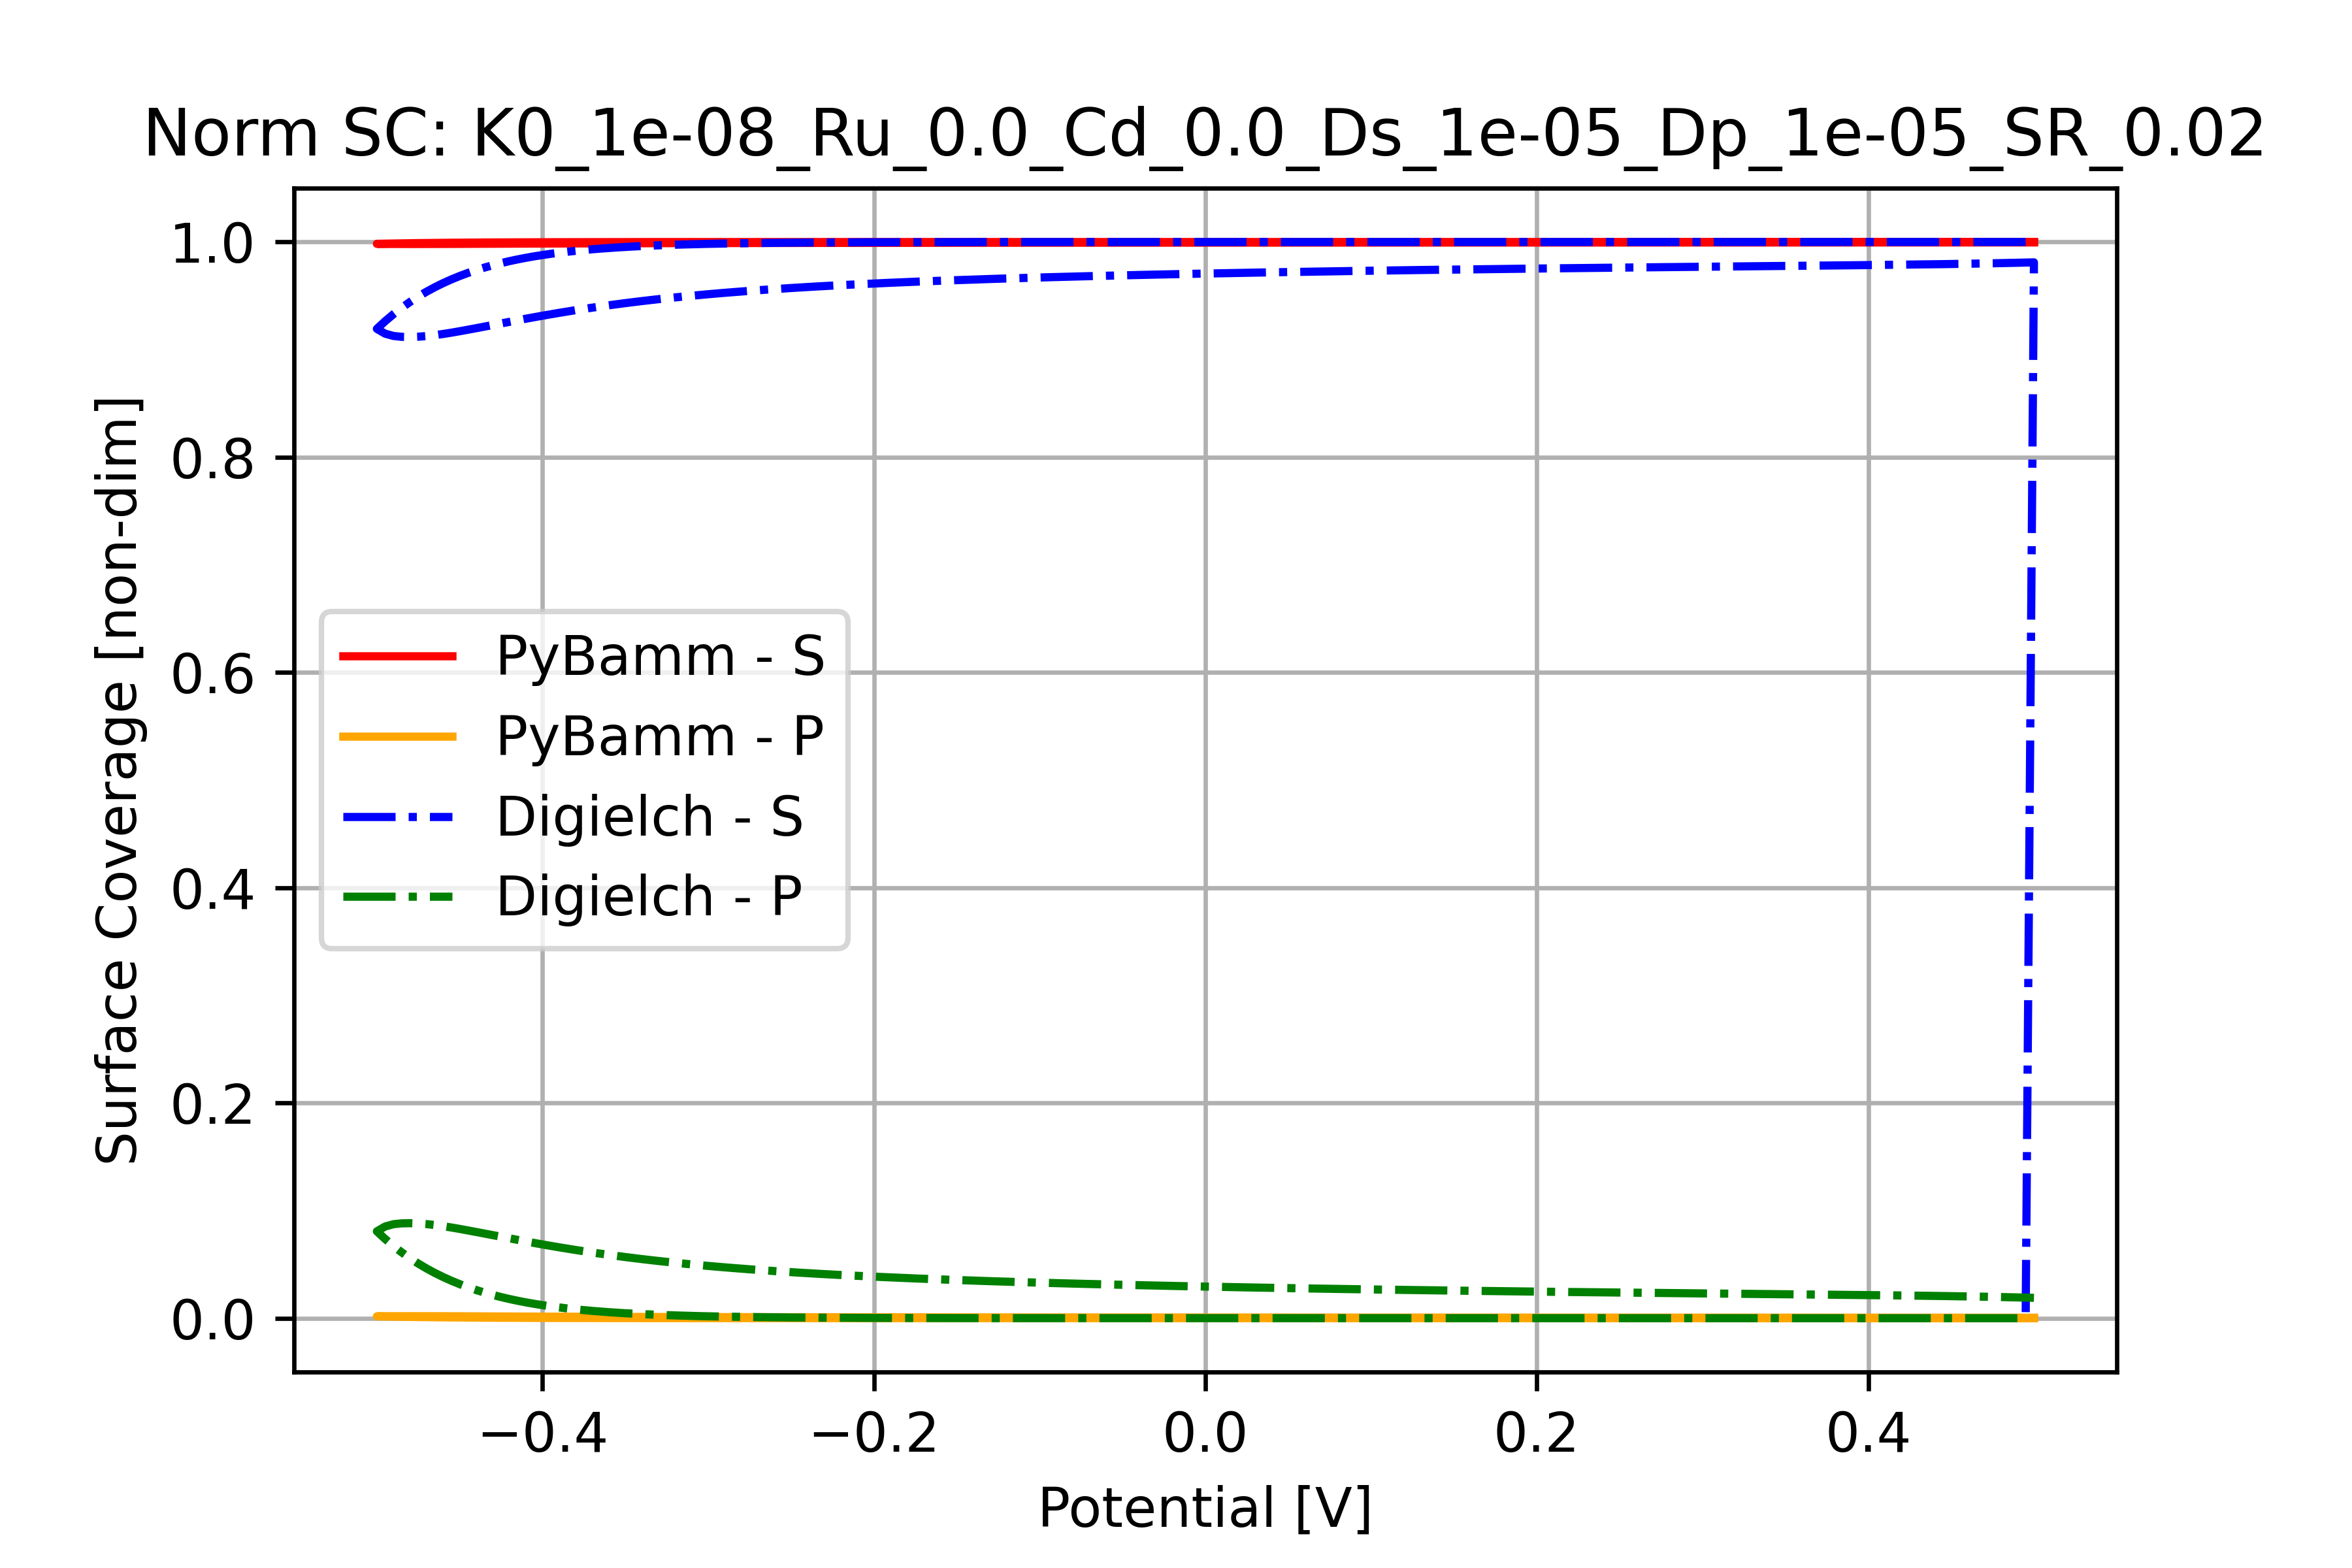 Norm SC: K0_1e-08_Ru_0.0_Cd_0.0_Ds_1e-05_Dp_1e-05_SR_0.02
Surface Coverage [non-dim]
1.0
0.8
0.6
0.4
0.2
0.0
PyBamm - S
PyBamm - P
Digielch - S
Digielch - P
−0.4
−0.2
0.0
0.2
0.4
Potential [V]